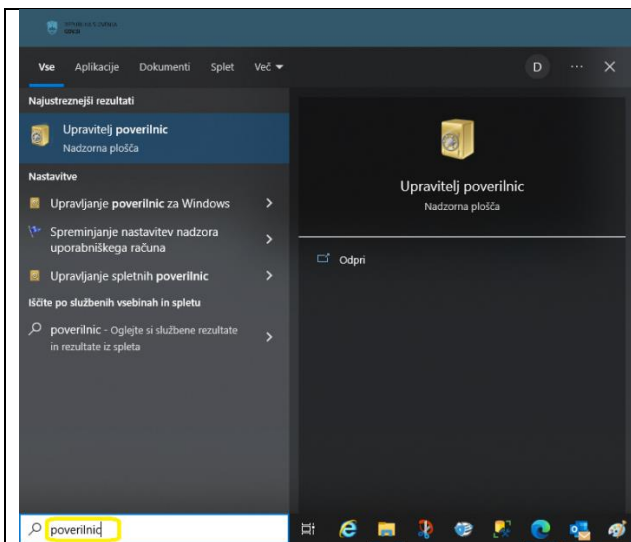 REPUBLIKA SLOVENIJA
Vse Aplikacije Dokumenti Splet Več D ...
Najustreznejši rezultati
Upravitelj poverilnic
Nadzorna plošča
Nastavitve
Upravljanje poverilnic za Windows
Spreminjanje nastavitev nadzora
uporabniškega računa
Upravljanje spletnih poverilnic
Iščite po službenih vsebinah in spletu
poverilnic - Oglejte si službene rezultate
in rezultate iz spleta
Upravitelj poverilnic
Nadzorna plošča
Odpri
poverilnic